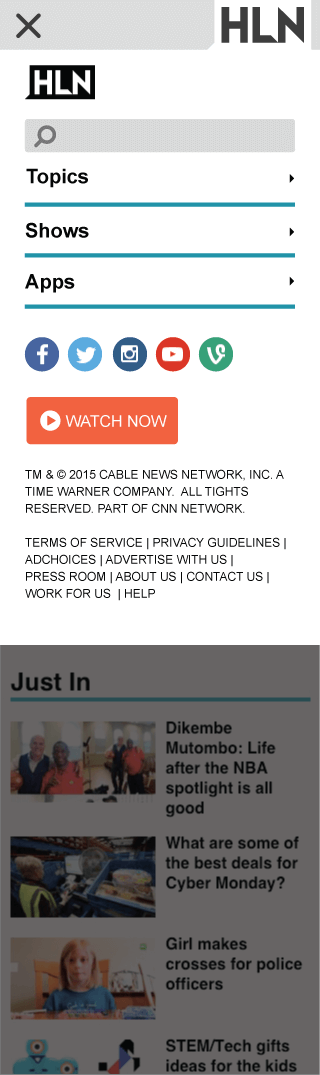 HLN
HLN
Topics
Shows
Apps
WATCH NOW
TM & © 2015 CABLE NEWS NETWORK, INC. A
TIME WARNER COMPANY. ALL TIGHTS
RESERVED. PART OF CNN NETWORK.
TERMS OF SERVICE | PRIVACY GUIDELINES |
ADCHOICES | ADVERTISE WITH US |
PRESS ROOM | ABOUT US | CONTACT US |
WORK FOR US | HELP
Just In
Dikembe
Mutombo: Life
after the NBA
spotlight is all
good
What are some of
the best deals for
Cyber Monday?
Girl makes
crosses for police
officers
STEM/Tech gifts
ideas for the kids